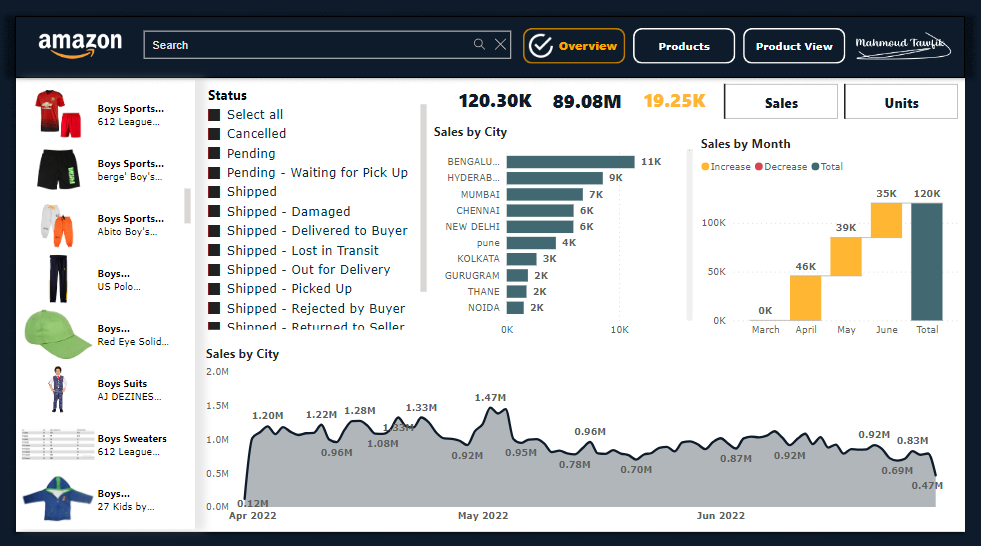 amazon
Search
Overview
Products
Product View
Mahmoud Tawfik
Boys Sports...
612 League...
Boys Sports...
berge' Boy's...
Boys Sports...
Abito Boy's...
Boys...
US Polo...
Boys...
Red Eye Solid...
Boys Suits
AJ DEZINES...
Boys Sweaters
612 League...
Boys...
27 Kids by...
Status
Select all
Cancelled
Pending
Pending - Waiting for Pick Up
Shipped
Shipped - Damaged
Shipped - Delivered to Buyer
Shipped - Lost in Transit
Shipped - Out for Delivery
Shipped - Picked Up
Shipped - Rejected by Buyer
Shipped - Returned to Seller
120.30K 89.08M 19.25K
Sales
Units
Sales by City
BENGALU... 11K
HYDERAB... 9K
MUMBAI 7K
CHENNAI 6K
NEW DELHI 6K
pune 4K
KOLKATA 3K
GURUGRAM 2K
THANE 2K
NOIDA 2K
0K 10K
Sales by Month
Increase Decrease Total
100K
50K
0K
0K 46K 39K 35K 120K
March April May June Total
Sales by City
2.0M
1.5M
1.0M
0.5M
0.0M
0.12M 1.20M 1.22M 0.96M 1.28M 1.08M 1.33M 1.33M 0.92M 1.47M 0.95M 0.78M 0.96M 0.70M 0.87M 0.92M 0.92M 0.69M 0.83M 0.47M
Apr 2022 May 2022 Jun 2022